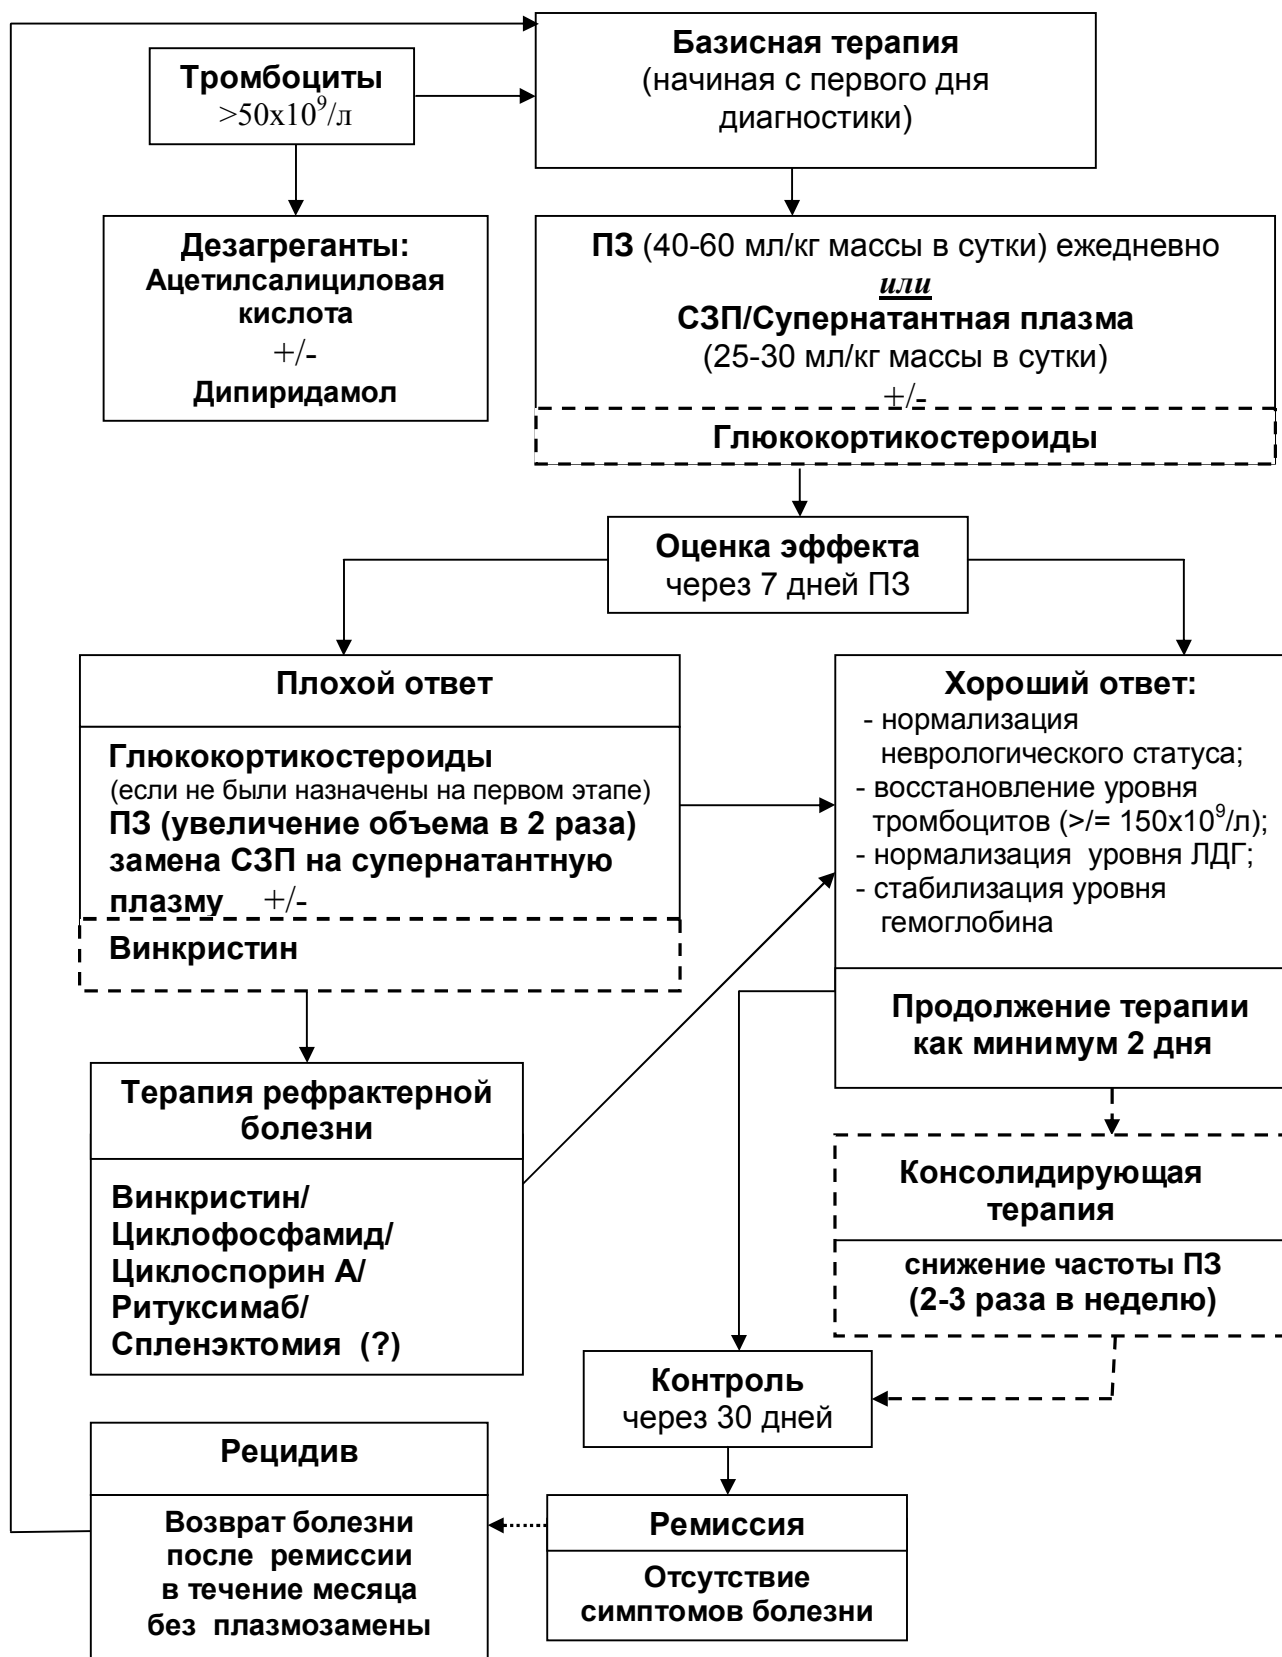 Базисная терапия
(начиная с первого дня
диагностики)
Тромбоциты
>50х10⁹/л
Дезагреганты:
Ацетилсалициловая
кислота
+/-
Дипиридамол
ПЗ (40-60 мл/кг массы в сутки) ежедневно
или
СЗП/Супернатантная плазма
(25-30 мл/кг массы в сутки)
+/-
Глюкокортикостероиды
Оценка эффекта
через 7 дней ПЗ
Плохой ответ
Глюкокортикостероиды
(если не были назначены на первом этапе)
ПЗ (увеличение объема в 2 раза)
замена СЗП на супернатантную
плазму +/-
Винкристин
Хороший ответ:
- нормализация
неврологического статуса;
- восстановление уровня
тромбоцитов (>/= 150х10⁹/л);
- нормализация уровня ЛДГ;
- стабилизация уровня
гемоглобина
Продолжение терапии
как минимум 2 дня
Терапия рефрактерной
болезни
Винкристин/
Циклофосфамид/
Циклоспорин А/
Ритуксимаб/
Спленэктомия (?)
Консолидирующая
терапия
снижение частоты ПЗ
(2-3 раза в неделю)
Контроль
через 30 дней
Рецидив
Возврат болезни
после ремиссии
в течение месяца
без плазмозамены
Ремиссия
Отсутствие
симптомов болезни